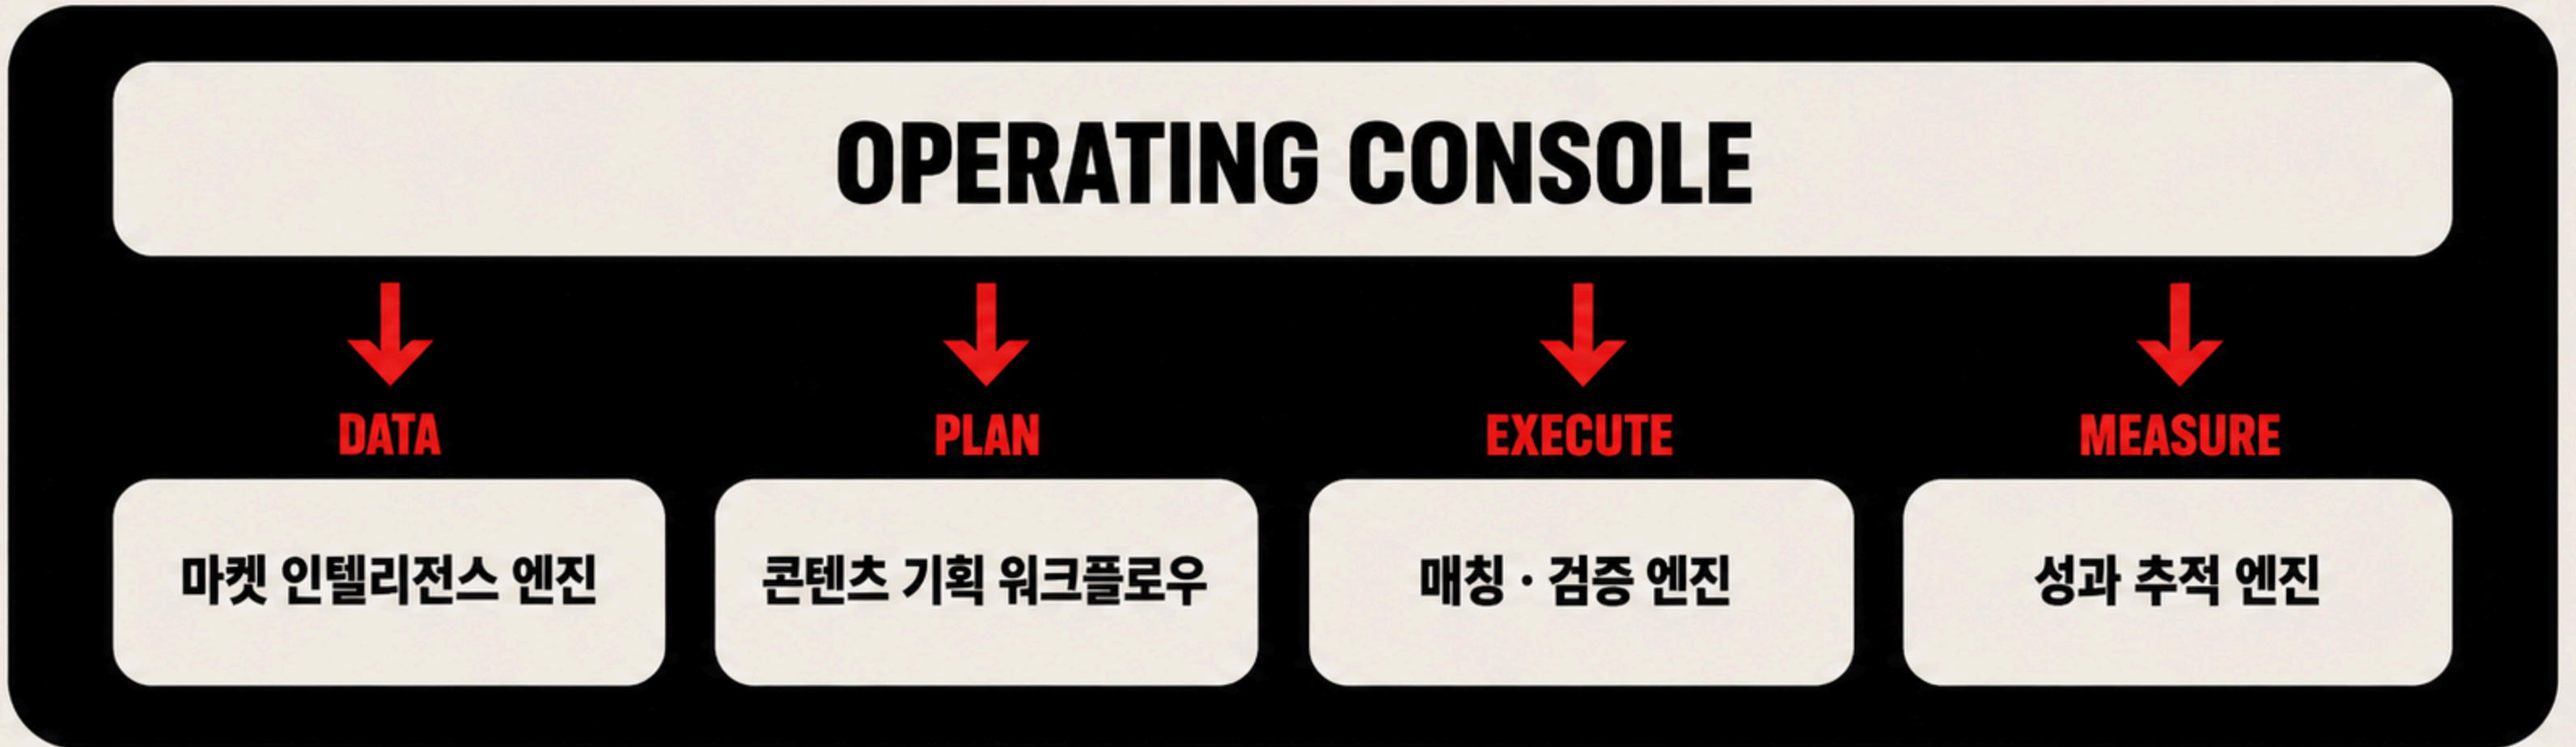 OPERATING CONSOLE
DATA
PLAN
EXECUTE
MEASURE
마켓 인텔리전스 엔진
콘텐츠 기획 워크플로우
매칭 · 검증 엔진
성과 추적 엔진